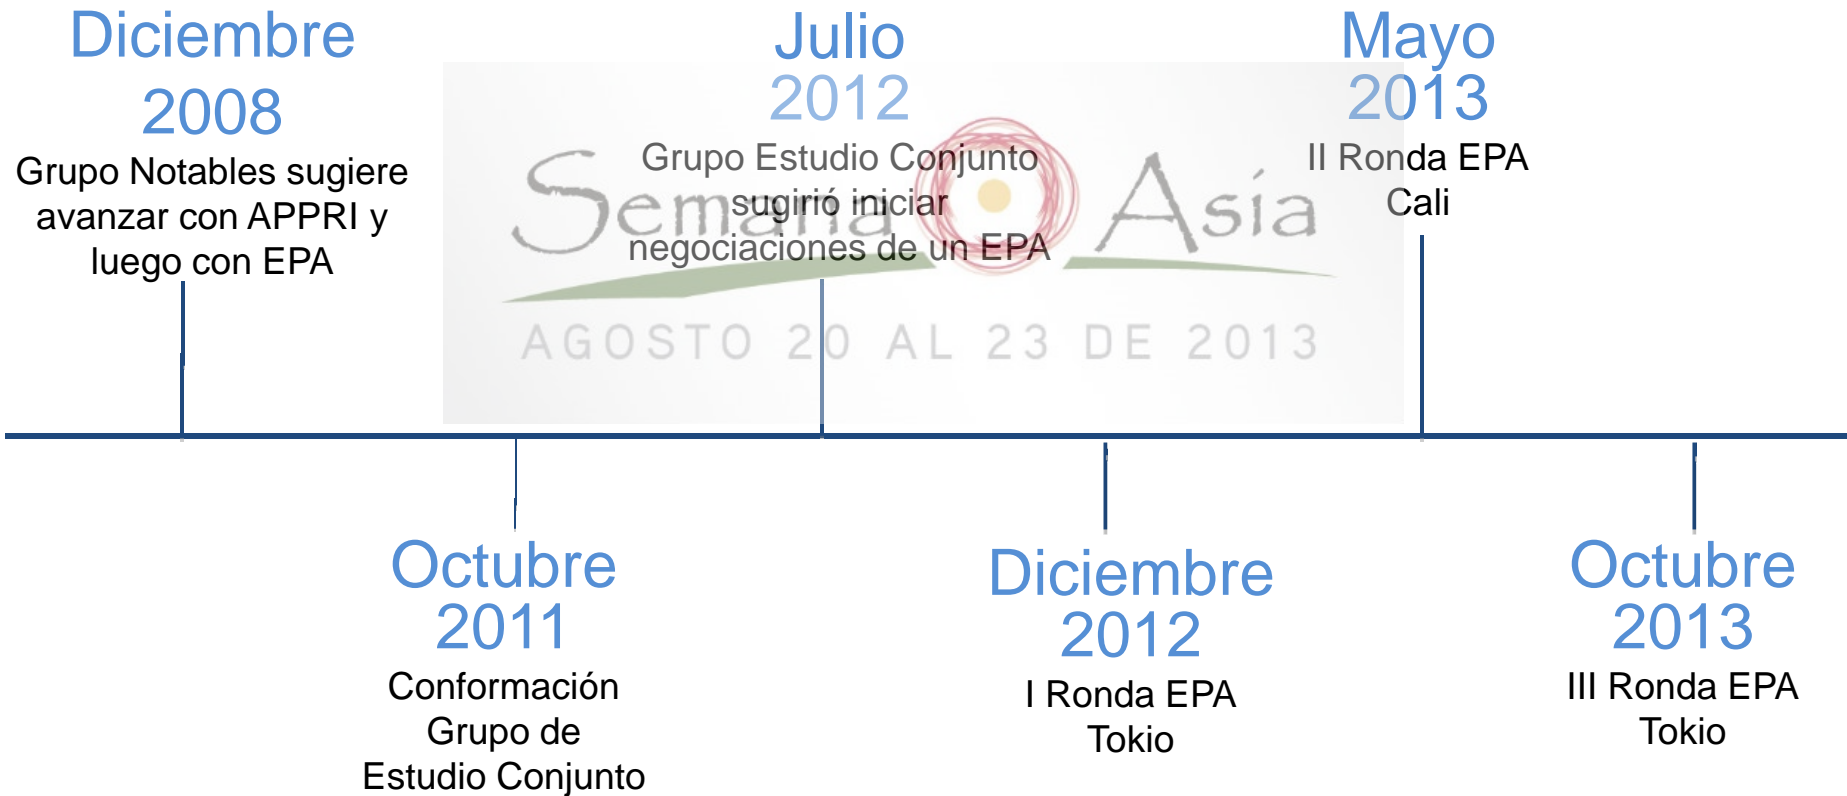 Diciembre
2008
Grupo Notables sugiere
avanzar con APPRI y
luego con EPA
Julio
2012
Grupo Estudio Conjunto
sugirió iniciar
negociaciones de un EPA
Mayo
2013
II Ronda EPA
Cali
Semana Asía
AGOSTO 20 AL 23 DE 2013
Octubre
2011
Conformación
Grupo de
Estudio Conjunto
Diciembre
2012
I Ronda EPA
Tokio
Octubre
2013
III Ronda EPA
Tokio